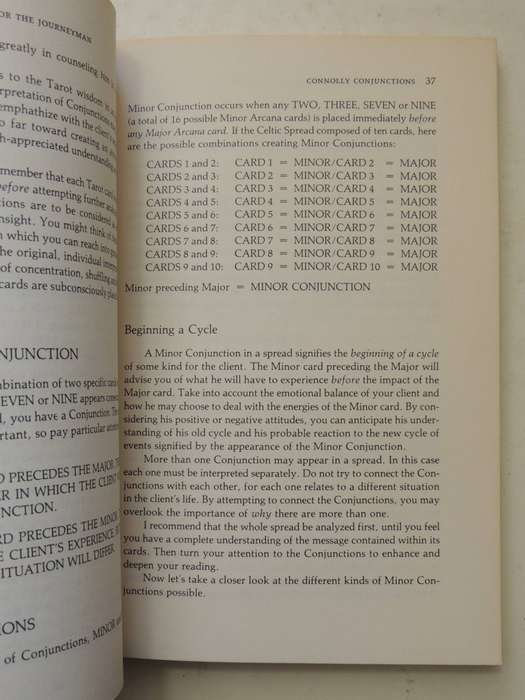 OR THE JOURNEYMAN
greatly in counseling
s to the Tarot wisdom
rpretation of Conjunctions
emphathize with the client's
o far toward creating an
h-appreciated understanding
member that each Tarot card
before attempting further
tions are to be considered
nsight. You might think of
n which you can reach into
he original, individual
of concentration, shuffling
cards are subconsciously
NJUNCTION
mbination of two specific cards
EVEN or NINE appears
l, you have a Conjunction.
rtant, so pay particular
D PRECEDES THE MAJOR,
ER IN WHICH THE CLIENT
UNCTION.
RD PRECEDES THE MINOR,
E CLIENT'S EXPERIENCE
SITUATION WILL DIFFER
IONS
of Conjunctions, MINOR
CONNOLLY CONJUNCTIONS 37
Minor Conjunction occurs when any TWO, THREE, SEVEN or NINE
(a total of 16 possible Minor Arcana cards) is placed immediately before
any Major Arcana card. If the Celtic Spread composed of ten cards, here
are the possible combinations creating Minor Conjunctions:
CARDS 1 and 2: CARD 1 = MINOR/CARD 2 = MAJOR
CARDS 2 and 3: CARD 2 = MINOR/CARD 3 = MAJOR
CARDS 3 and 4: CARD 3 = MINOR/CARD 4 = MAJOR
CARDS 4 and 5: CARD 4 = MINOR/CARD 5 = MAJOR
CARDS 5 and 6: CARD 5 = MINOR/CARD 6 = MAJOR
CARDS 6 and 7: CARD 6 = MINOR/CARD 7 = MAJOR
CARDS 7 and 8: CARD 7 = MINOR/CARD 8 = MAJOR
CARDS 8 and 9: CARD 8 = MINOR/CARD 9 = MAJOR
CARDS 9 and 10: CARD 9 = MINOR/CARD 10 = MAJOR
Minor preceding Major = MINOR CONJUNCTION
Beginning a Cycle
A Minor Conjunction in a spread signifies the beginning of a cycle
of some kind for the client. The Minor card preceding the Major will
advise you of what he will have to experience before the impact of the
Major card. Take into account the emotional balance of your client and
how he may choose to deal with the energies of the Minor card. By con-
sidering his positive or negative attitudes, you can anticipate his under-
standing of his old cycle and his probable reaction to the new cycle of
events signified by the appearance of the Minor Conjunction.
More than one Conjunction may appear in a spread. In this case
each one must be interpreted separately. Do not try to connect the Con-
junctions with each other, for each one relates to a different situation
in the client's life. By attempting to connect the Conjunctions, you may
overlook the importance of why there are more than one.
I recommend that the whole spread be analyzed first, until you feel
you have a complete understanding of the message contained within its
cards. Then turn your attention to the Conjunctions to enhance and
deepen your reading.
Now let's take a closer look at the different kinds of Minor Con-
junctions possible.